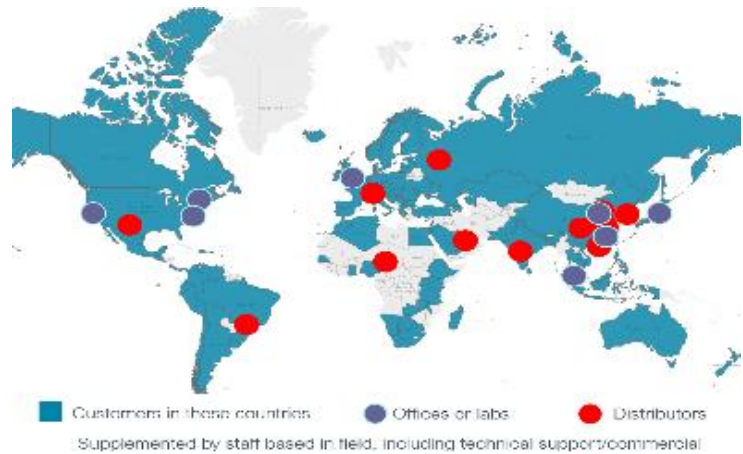 Customers in these countries
Offices or labs
Distributors
Supplemented by staff based in field, including technical support/commercial